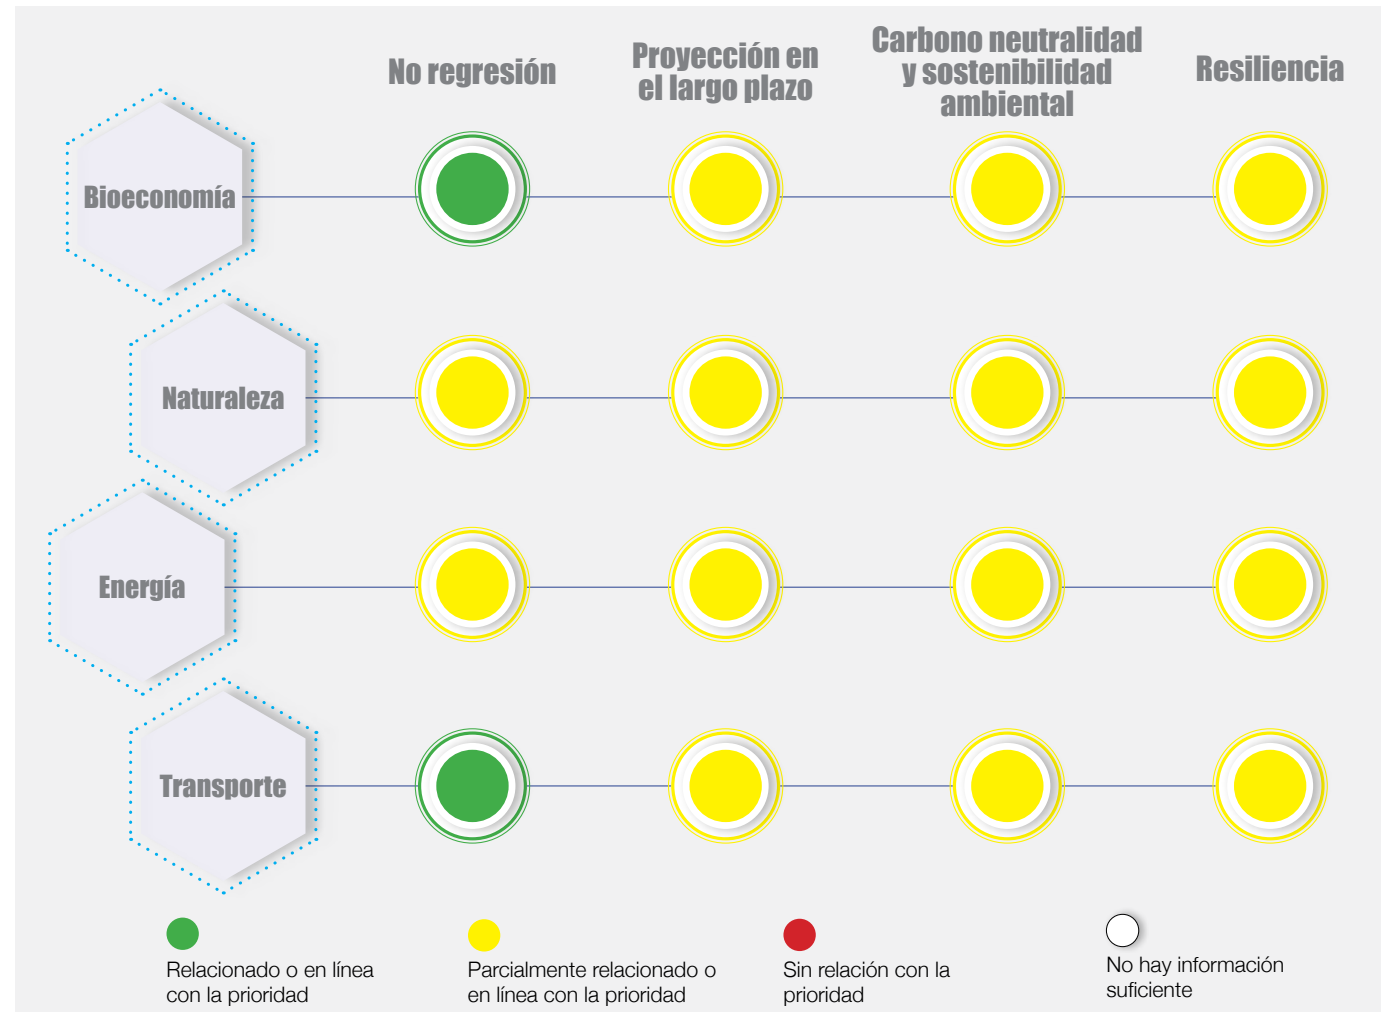 No regresión
Proyección en
el largo plazo
Carbono neutralidad
y sostenibilidad
ambiental
Resiliencia
Bioeconomía
Naturaleza
Energía
Transporte
Relacionado o en línea
con la prioridad
Parcialmente relacionado o
en línea con la prioridad
Sin relación con la
prioridad
No hay información
suficiente